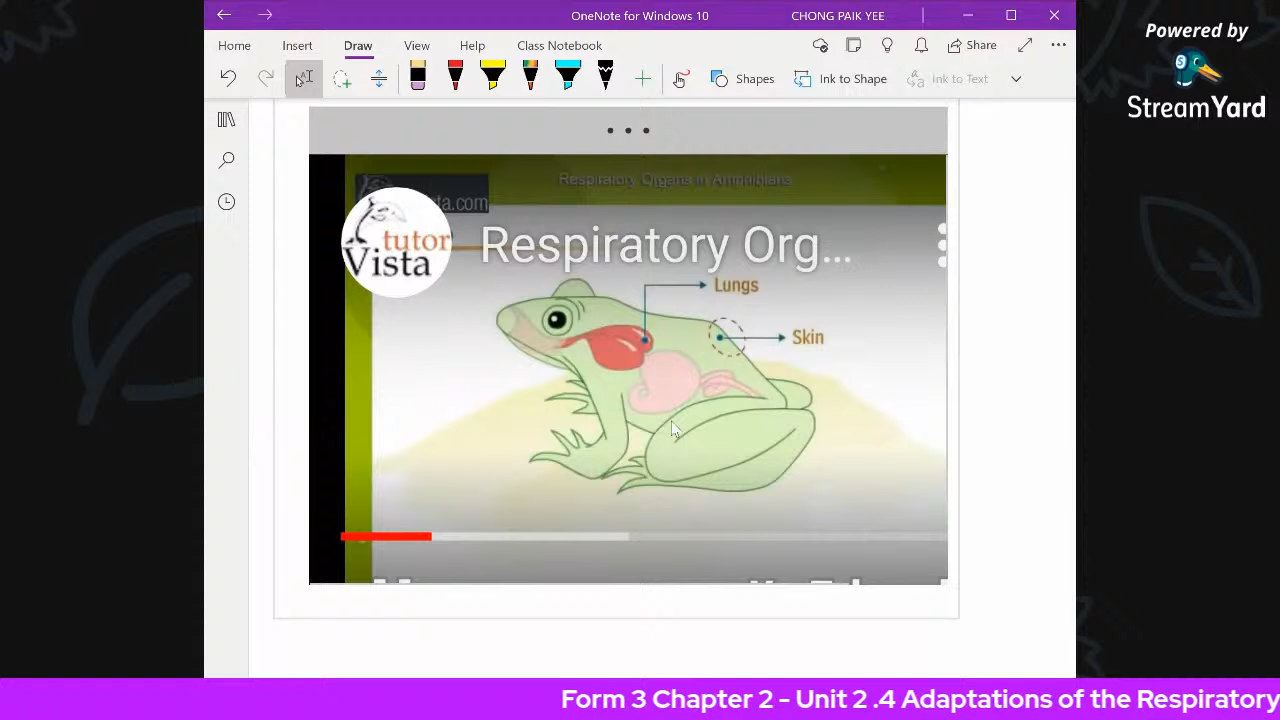 OneNote for Windows 10
CHONG PAIK YEE
Powered by
StreamYard
Home
Insert
Draw
View
Help
Class Notebook
Share
Shapes
Ink to Shape
Ink to Text
Respiratory Organs in Amphibians
ta.com
tutor
Vista
Respiratory Org...
Lungs
Skin
Form 3 Chapter 2 - Unit 2 .4 Adaptations of the Respiratory